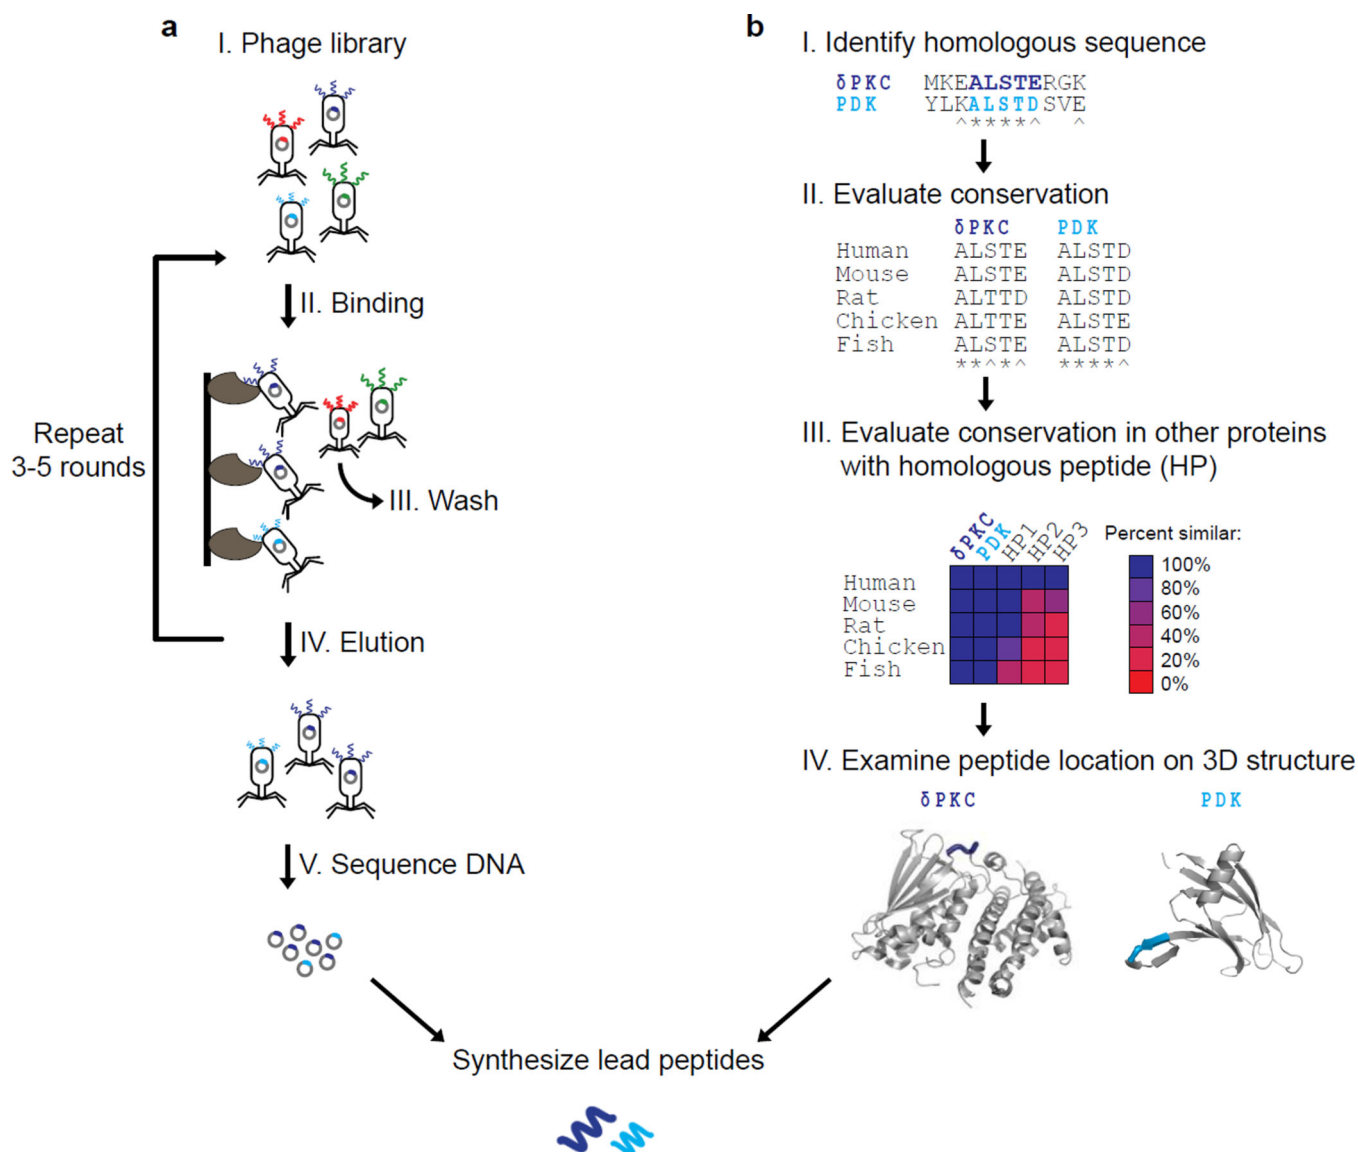 a
I. Phage library
II. Binding
Repeat
3-5 rounds
III. Wash
IV. Elution
V. Sequence DNA
b
I. Identify homologous sequence
δPKC MKEALSTERGK
PDK YLKALSTDSVE
^****^ ^
II. Evaluate conservation
δPKC PDK
Human ALSTE ALSTD
Mouse ALSTE ALSTD
Rat ALTTD ALSTD
Chicken ALTTE ALSTE
Fish ALSTE ALSTD
**^*^ ****^
III. Evaluate conservation in other proteins
with homologous peptide (HP)
δPKC PDK HP1 HP2 HP3
Human
Mouse
Rat
Chicken
Fish
Percent similar:
100%
80%
60%
40%
20%
0%
IV. Examine peptide location on 3D structure
δPKC PDK
Synthesize lead peptides